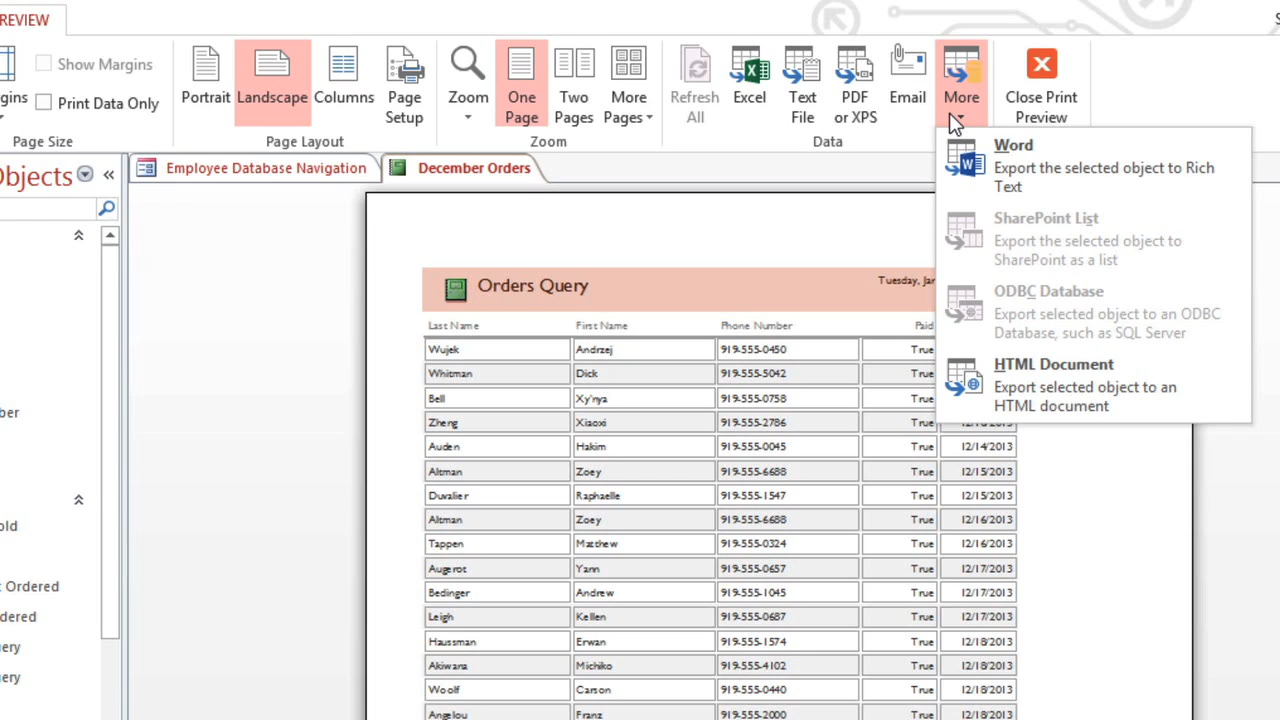 REVIEW
Show Margins
Print Data Only
Page Size
Portrait
Landscape
Columns
Page
Setup
Page Layout
Zoom
One
Page
Two
Pages
More
Pages
Zoom
Refresh
All
Excel
Text
File
PDF
or XPS
Email
More
Data
Close Print
Preview
Word
Export the selected object to Rich
Text
SharePoint List
Export the selected object to
SharePoint as a list
ODBC Database
Export selected object to an ODBC
Database, such as SQL Server
HTML Document
Export selected object to an
HTML document
Employee Database Navigation
December Orders
Orders Query
Tuesday,
Last Name First Name Phone Number Paid
Wujek Andrzej 919-555-0450 True
Whitman Dick 919-555-5042 True
Bell Xy'nya 919-555-0758 True
Zheng Xiaoxi 919-555-2786 True
Auden Hakim 919-555-0045 True 12/14/2013
Altman Zoey 919-555-6688 True 12/15/2013
Duvalier Raphaelle 919-555-1547 True 12/15/2013
Altman Zoey 919-555-6688 True 12/16/2013
Tappen Matthew 919-555-0324 True 12/16/2013
Augerot Yann 919-555-0657 True 12/17/2013
Bedinger Andrew 919-555-1045 True 12/17/2013
Leigh Kellen 919-555-0687 True 12/17/2013
Haussman Erwan 919-555-1574 True 12/18/2013
Akiwara Michiko 919-555-4102 True 12/18/2013
Woolf Carson 919-555-0440 True 12/18/2013
Angelou Franz 919-555-2000 True 12/18/2013